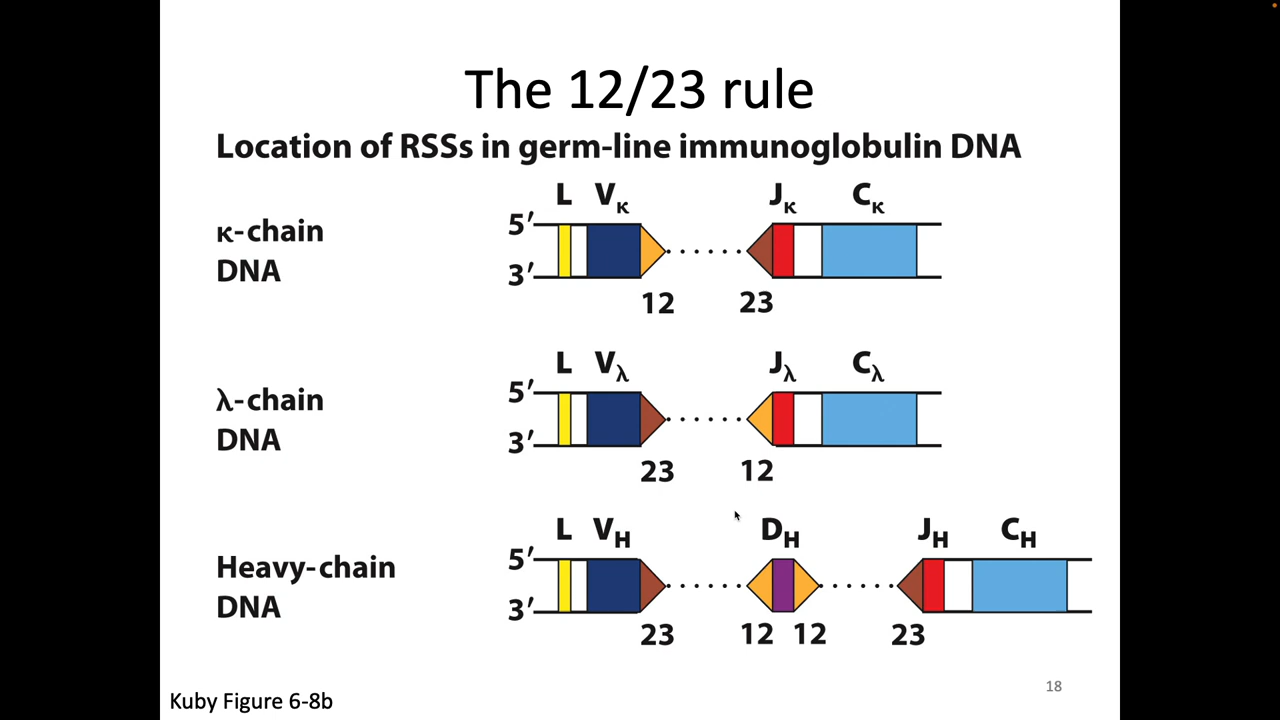 The 12/23 rule
Location of RSSs in germ-line immunoglobulin DNA
L Vκ Jκ Cκ
κ-chain
DNA
5′
3′
12 23
L Vλ Jλ Cλ
λ-chain
DNA
5′
3′
23 12
L VH DH JH CH
Heavy-chain
DNA
5′
3′
23 12 12 23
Kuby Figure 6-8b
18